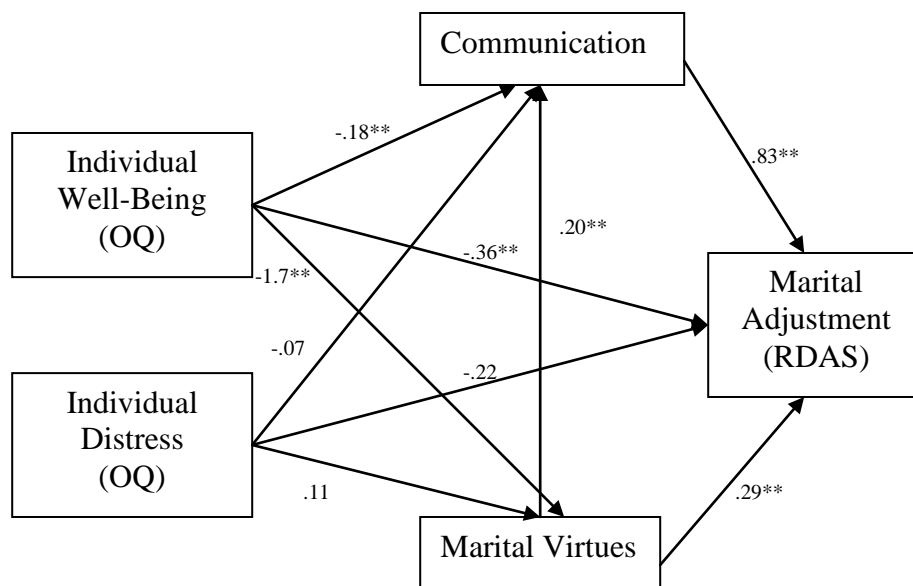 Communication
-.18**
.83**
Individual
Well-Being
(OQ)
.20**
-.36**
-1.7**
Marital
Adjustment
(RDAS)
-.07
-.22
Individual
Distress
(OQ)
.11
.29**
Marital Virtues